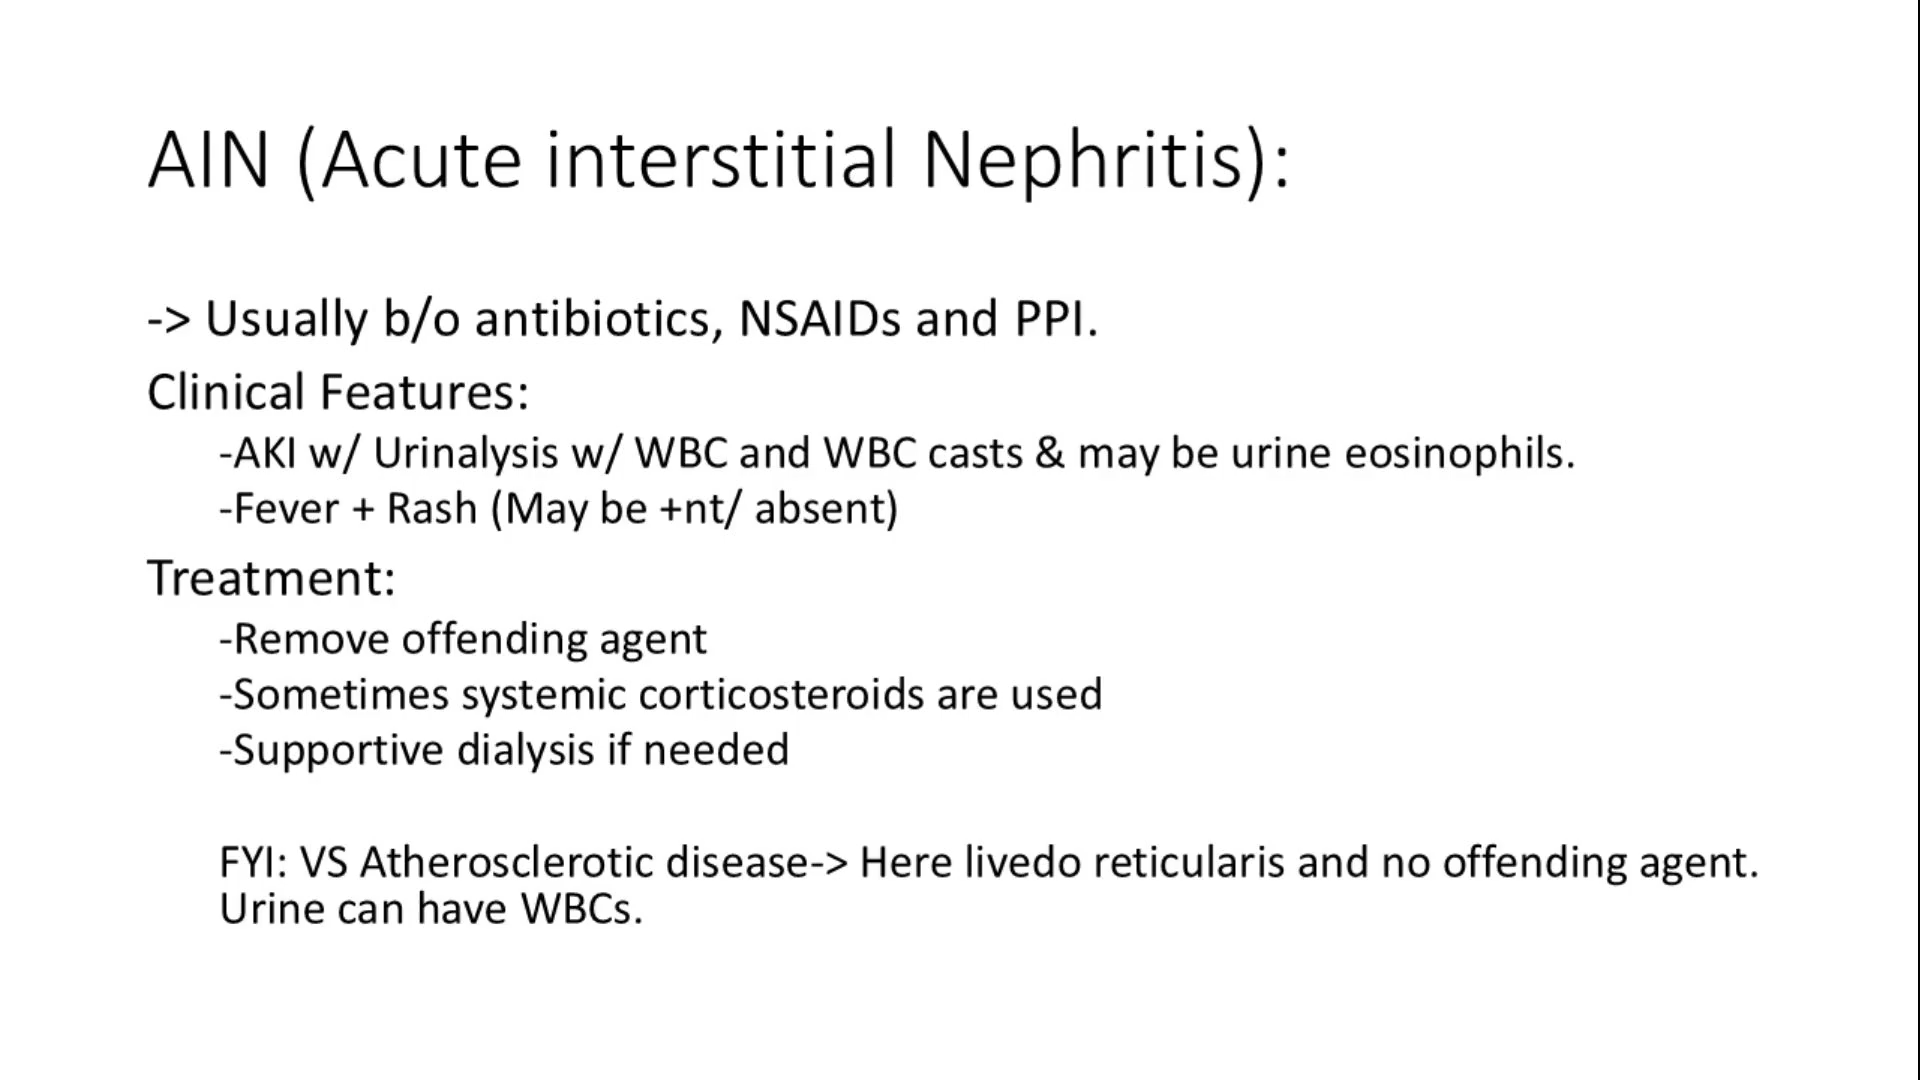 AIN (Acute interstitial Nephritis):
-> Usually b/o antibiotics, NSAIDs and PPI.
Clinical Features:
-AKI w/ Urinalysis w/ WBC and WBC casts & may be urine eosinophils.
-Fever + Rash (May be +nt/ absent)
Treatment:
-Remove offending agent
-Sometimes systemic corticosteroids are used
-Supportive dialysis if needed
FYI: VS Atherosclerotic disease-> Here livedo reticularis and no offending agent.
Urine can have WBCs.